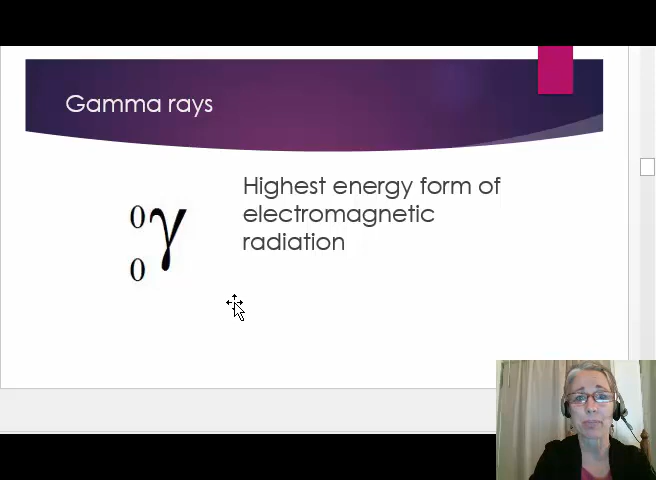 Gamma rays
Highest energy form of
electromagnetic
radiation
0
γ
0